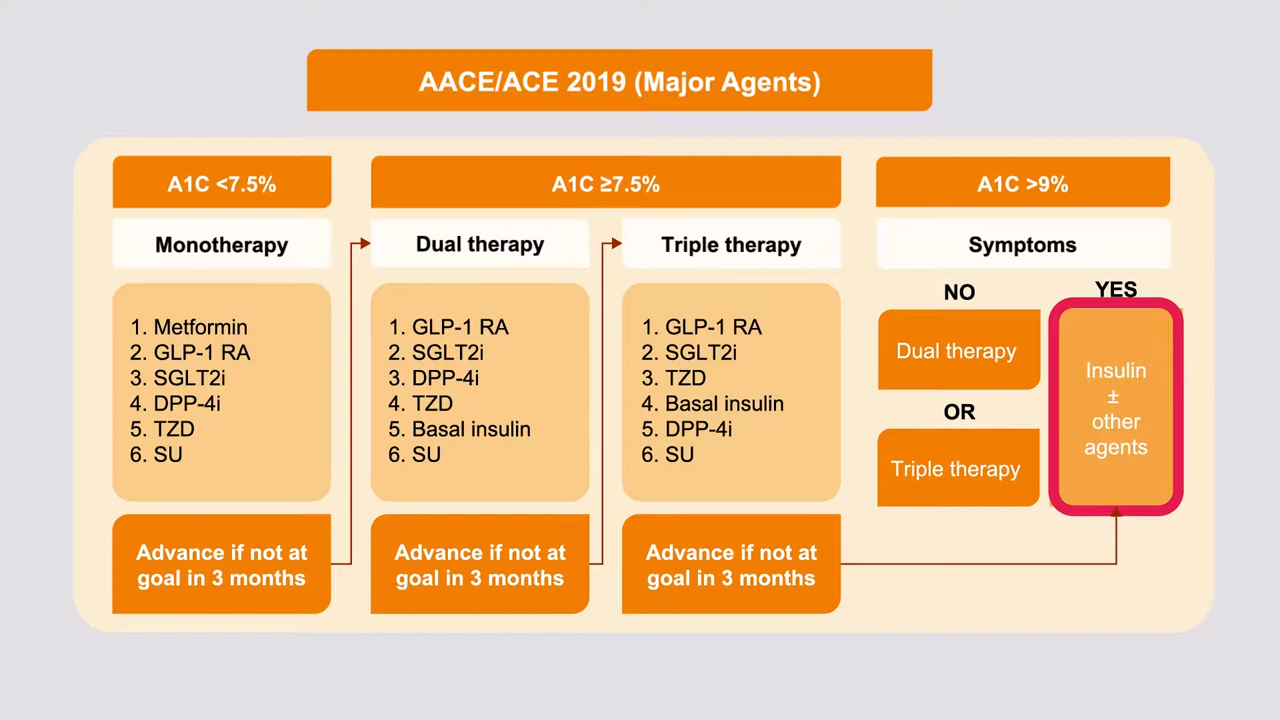 AACE/ACE 2019 (Major Agents)
A1C <7.5%
Monotherapy
1. Metformin
2. GLP-1 RA
3. SGLT2i
4. DPP-4i
5. TZD
6. SU
Advance if not at
goal in 3 months
A1C ≥7.5%
Dual therapy
1. GLP-1 RA
2. SGLT2i
3. DPP-4i
4. TZD
5. Basal insulin
6. SU
Advance if not at
goal in 3 months
Triple therapy
1. GLP-1 RA
2. SGLT2i
3. TZD
4. Basal insulin
5. DPP-4i
6. SU
Advance if not at
goal in 3 months
A1C >9%
Symptoms
NO
Dual therapy
OR
Triple therapy
YES
Insulin
±
other
agents